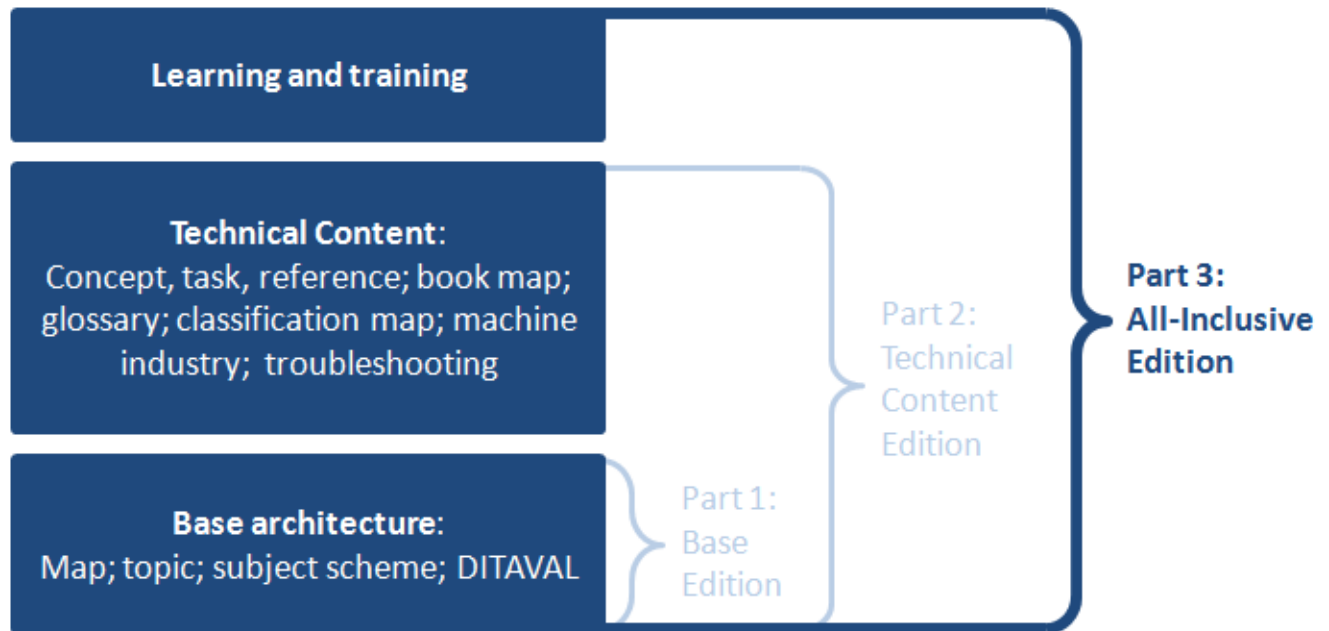 Learning and training
Technical Content:
Concept, task, reference; book map;
glossary; classification map; machine
industry; troubleshooting
Base architecture:
Map; topic; subject scheme; DITAVAL
Part 1:
Base
Edition
Part 2:
Technical
Content
Edition
Part 3:
All-Inclusive
Edition